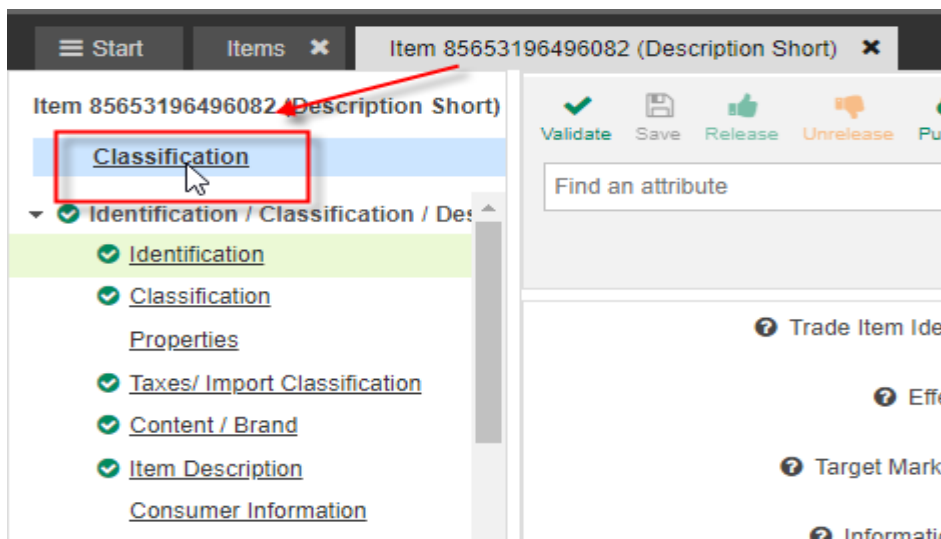 Start
Items
Item 85653196496082 (Description Short)
Item 85653196496082 (Description Short)
Classification
Identification / Classification / Des
Identification
Classification
Properties
Taxes/ Import Classification
Content / Brand
Item Description
Consumer Information
Validate
Save
Release
Unrelease
Pu
Find an attribute
Trade Item Ide
Effe
Target Mark
Informati